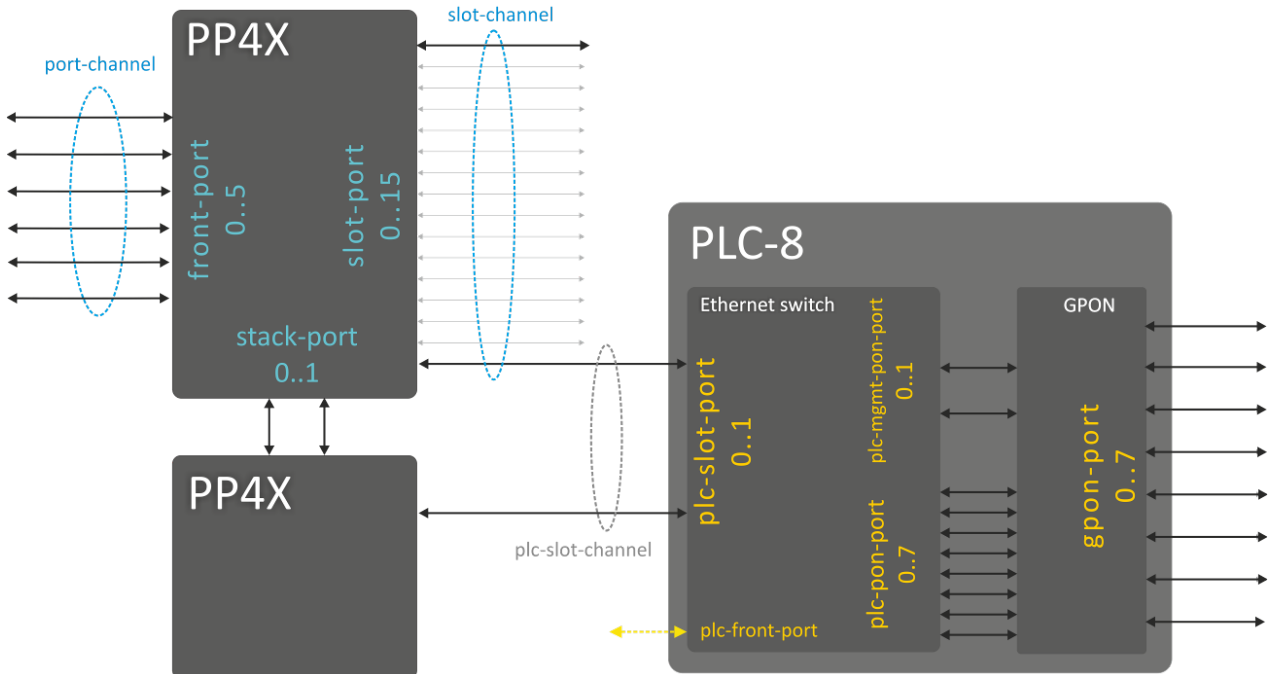 slot-channel
PP4X
port-channel
front-port
0..5
slot-port
0..15
stack-port
0..1
PP4X
plc-slot-channel
PLC-8
Ethernet switch
GPON
plc-slot-port
0..1
plc-mgmt-pon-port
0..1
plc-pon-port
0..7
gpon-port
0..7
plc-front-port